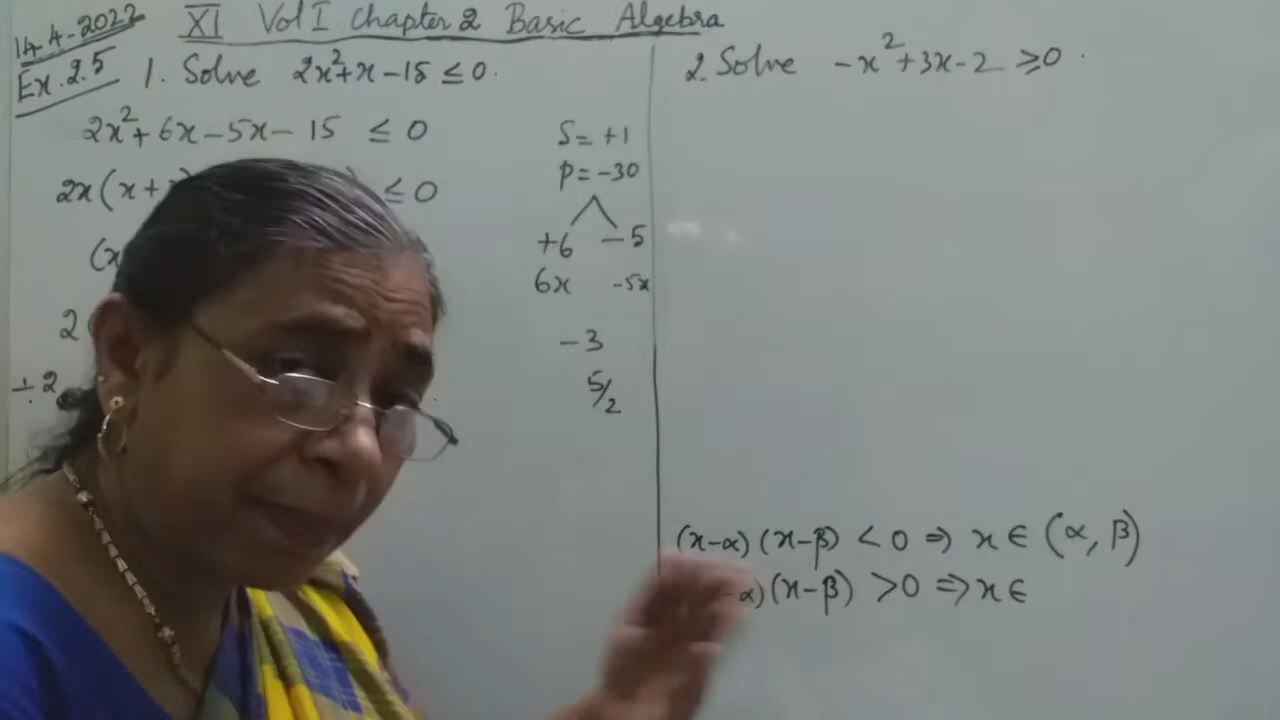 14.4.2022
XI Vol I Chapter 2 Basic Algebra
Ex. 2.5
1. Solve 2x²+x-15 ≤ 0.
2x²+6x-5x-15 ≤ 0
2x(x+ ≤ 0
(x
2
÷2
S = +1
P = -30
+6 -5
6x -5x
-3
5/2
2. Solve -x²+3x-2 ≥0.
(x-α)(x-β) < 0 ⇒ x ∈ (α, β)
-α)(x-β) >0 ⇒ x ∈